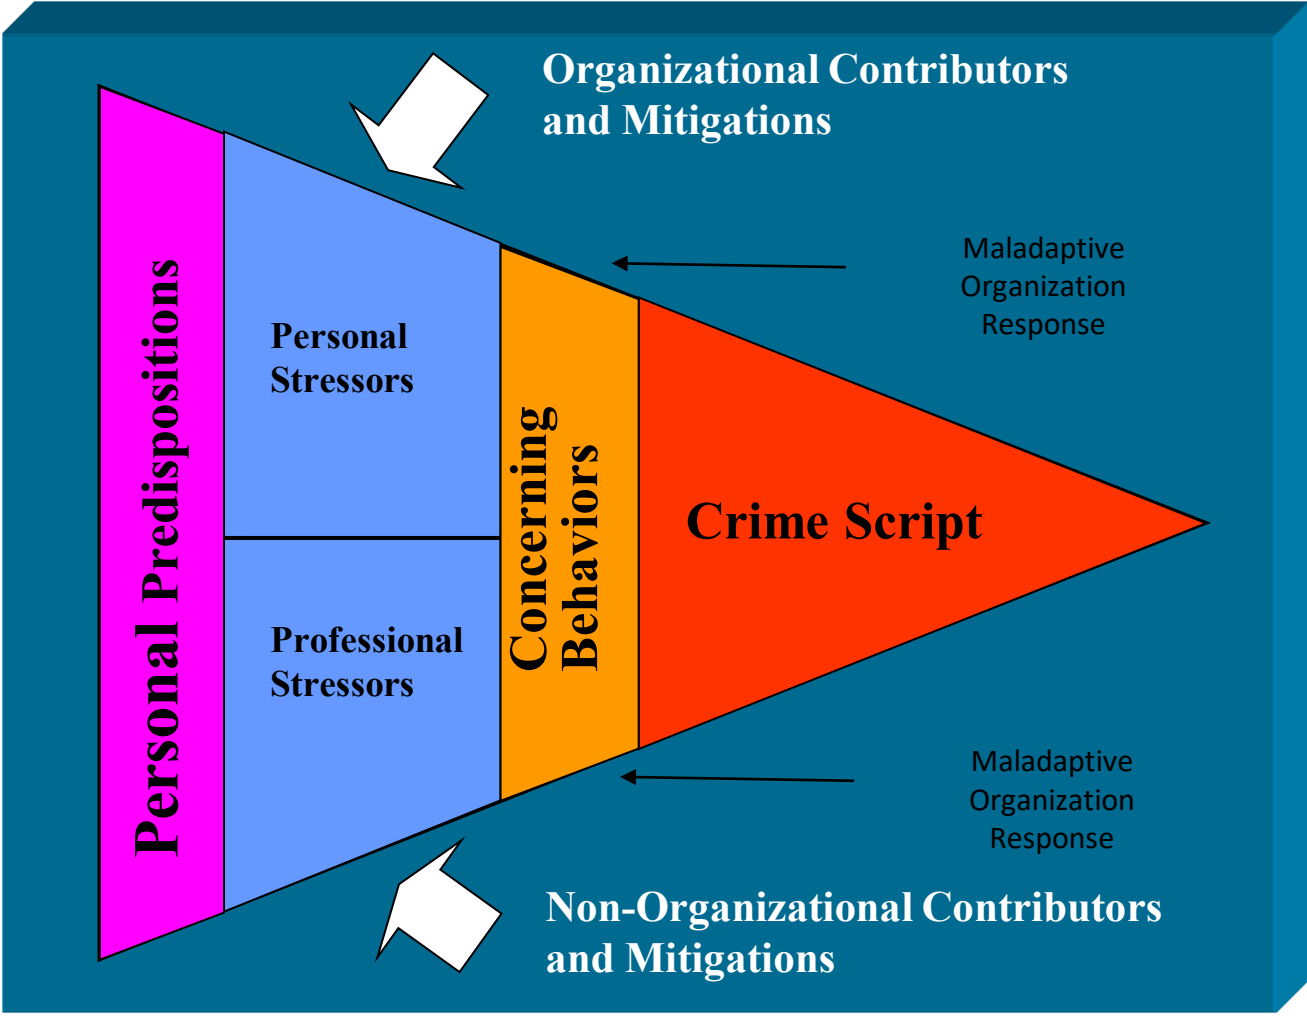 Organizational Contributors
and Mitigations
Maladaptive
Organization
Response
Personal Predispositions
Personal
Stressors
Concerning
Behaviors
Crime Script
Professional
Stressors
Maladaptive
Organization
Response
Non-Organizational Contributors
and Mitigations